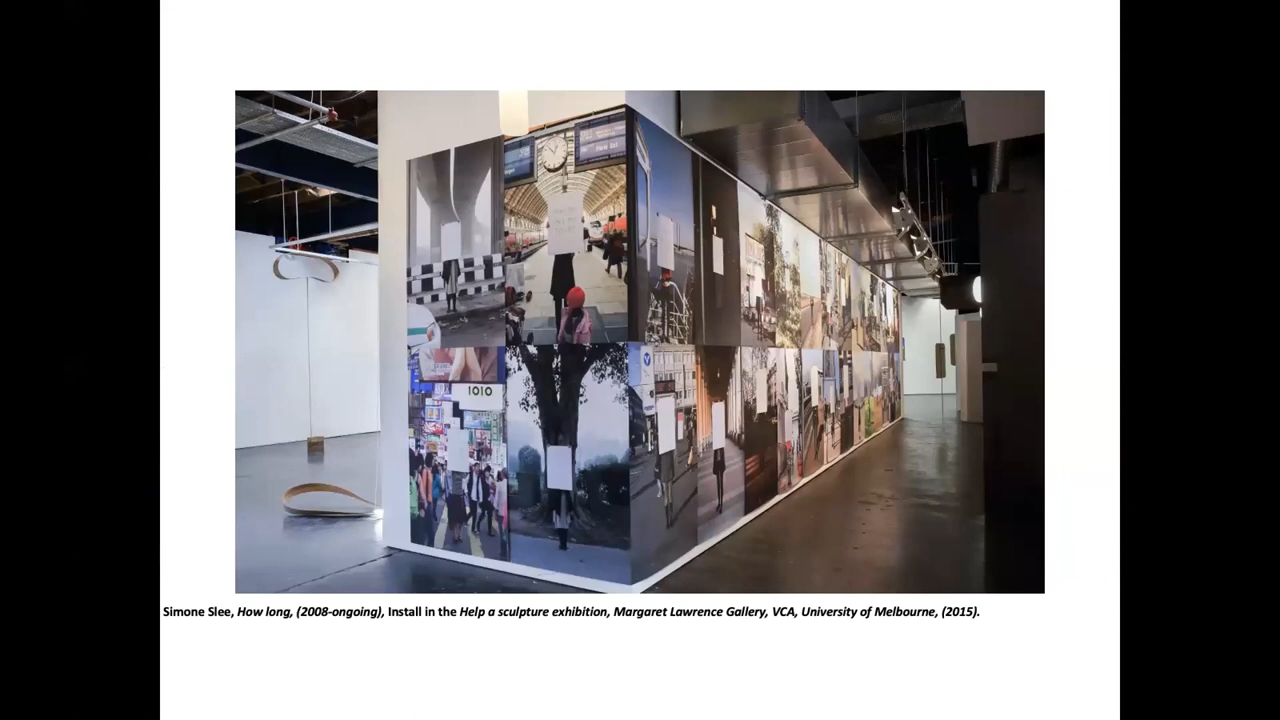 1010
Simone Slee, How long, (2008-ongoing), Install in the Help a sculpture exhibition, Margaret Lawrence Gallery, VCA, University of Melbourne, (2015).